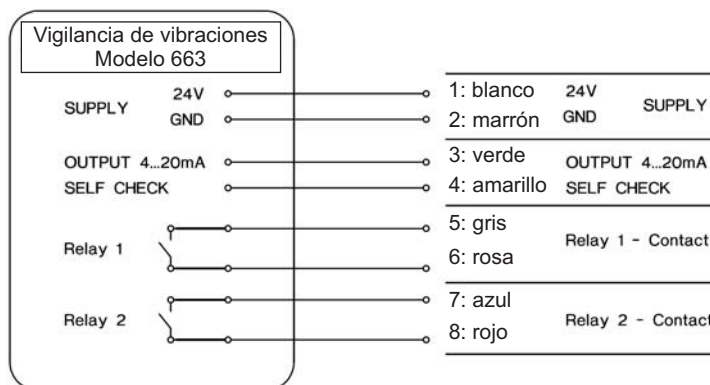 Vigilancia de vibraciones
Modelo 663
SUPPLY
24V
GND
OUTPUT 4...20mA
SELF CHECK
Relay 1
Relay 2
1: blanco 24V
SUPPLY
2: marrón GND
3: verde OUTPUT 4...20mA
4: amarillo SELF CHECK
5: gris
Relay 1 - Contact
6: rosa
7: azul
Relay 2 - Contact
8: rojo